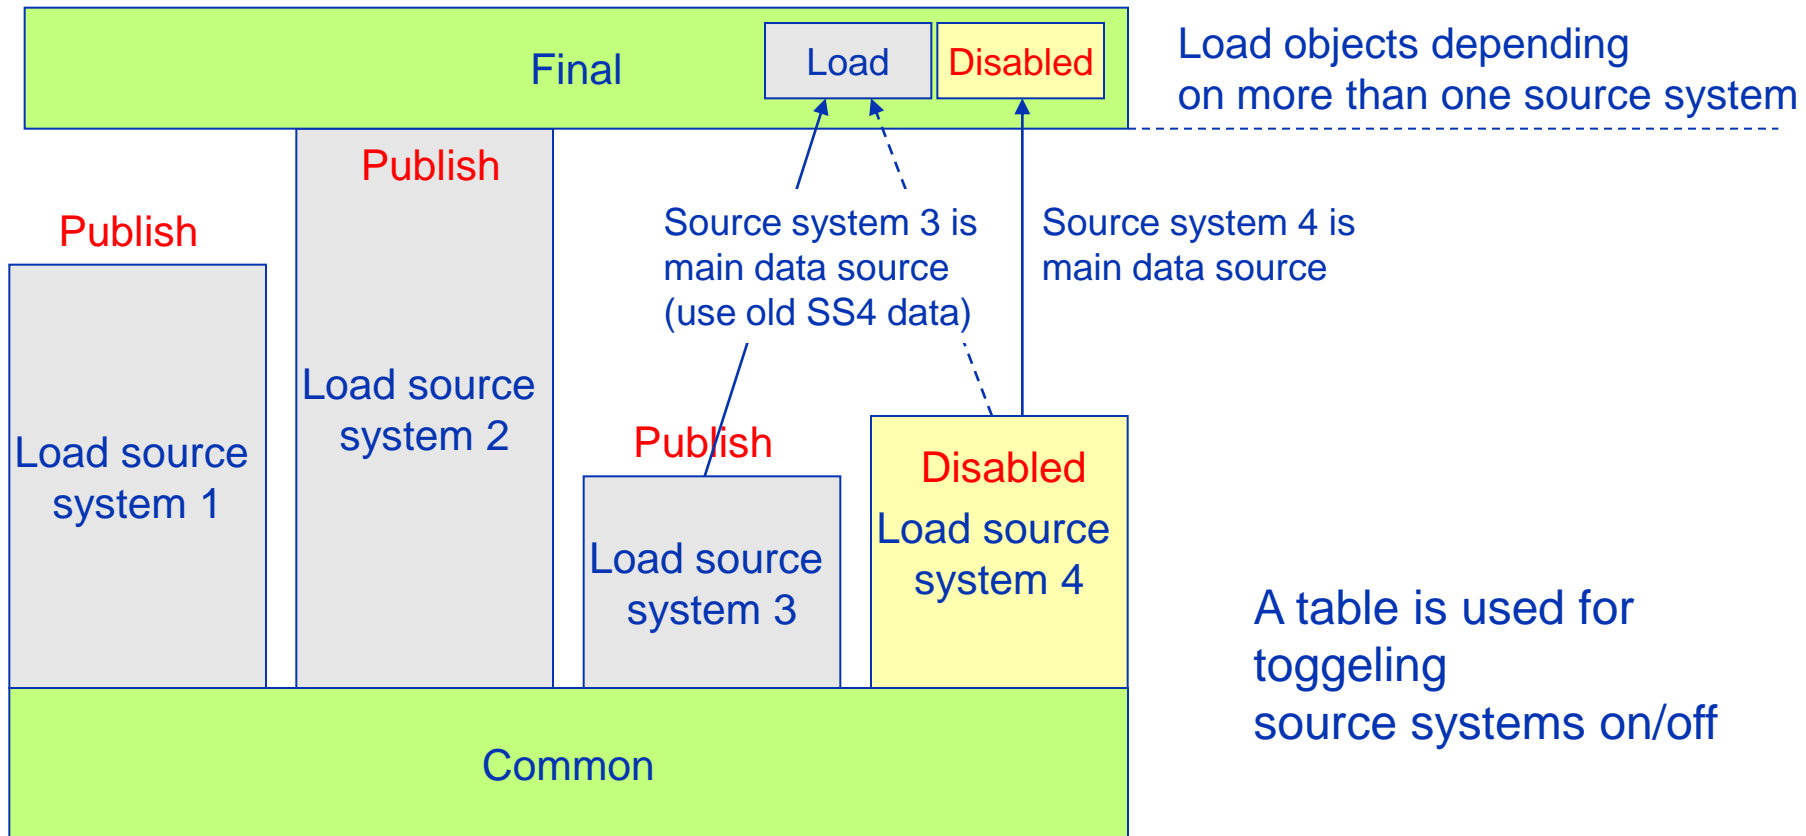 Final
Load
Disabled
Load objects depending
on more than one source system
Publish
Publish
Source system 3 is
main data source
(use old SS4 data)
Source system 4 is
main data source
Load source
system 1
Load source
system 2
Publish
Load source
system 3
Disabled
Load source
system 4
A table is used for
toggeling
source systems on/off
Common